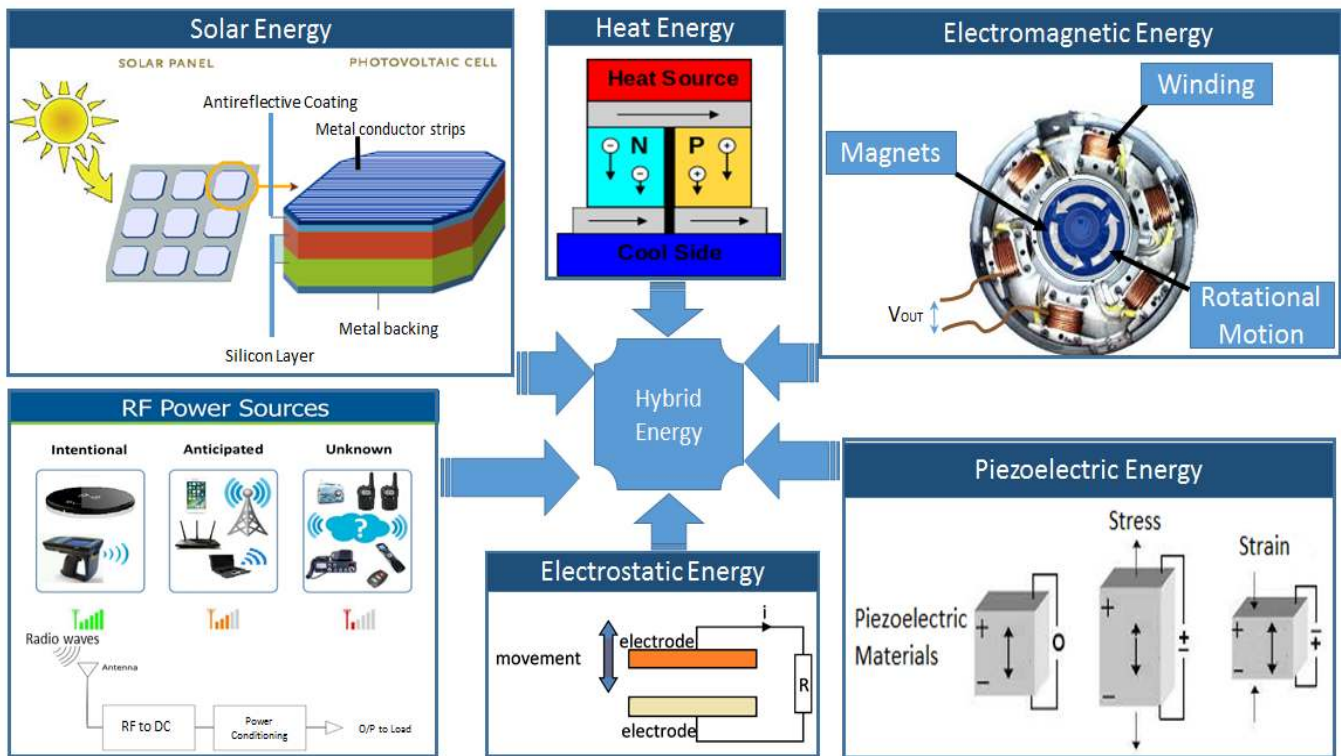 Solar Energy
SOLAR PANEL
PHOTOVOLTAIC CELL
Antireflective Coating
Metal conductor strips
Metal backing
Silicon Layer
Heat Energy
Heat Source
N
P
− + − +
Cool Side
Electromagnetic Energy
Winding
Magnets
Rotational
Motion
VOUT
Hybrid
Energy
RF Power Sources
Intentional
Anticipated
Unknown
?
Radio waves
Antenna
RF to DC
Power
Conditioning
O/P to Load
Electrostatic Energy
i
electrode
movement
R
electrode
Piezoelectric Energy
Stress
Strain
Piezoelectric
Materials
+ − O
+ − ±
+ − ∓